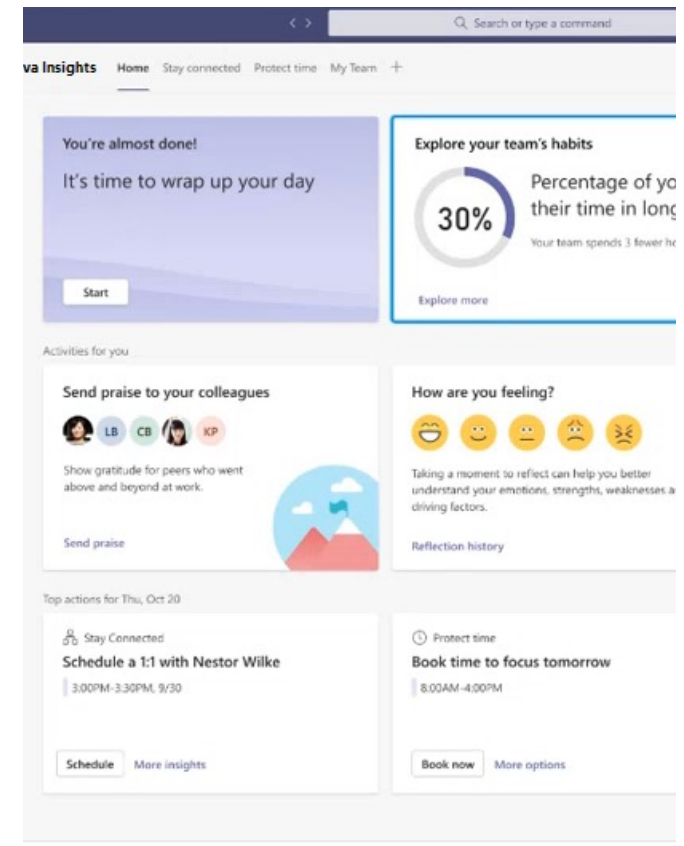 Search or type a command
va Insights Home Stay connected Protect time My Team +
You're almost done!
It's time to wrap up your day
Start
Explore your team's habits
30%
Percentage of yo
their time in long
Your team spends 3 fewer ho
Explore more
Activities for you
Send praise to your colleagues
LB CB KP
Show gratitude for peers who went
above and beyond at work.
Send praise
How are you feeling?
Taking a moment to reflect can help you better
understand your emotions, strengths, weaknesses a
driving factors.
Reflection history
Top actions for Thu, Oct 20
Stay Connected
Schedule a 1:1 with Nestor Wilke
3:00PM-3:30PM, 9/30
Schedule More insights
Protect time
Book time to focus tomorrow
8:00AM-4:00PM
Book now More options